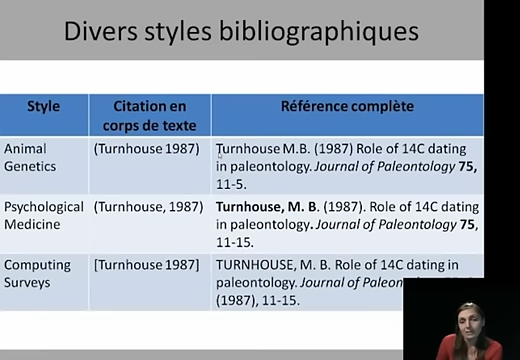 Divers styles bibliographiques
Style
Citation en
corps de texte
Référence complète
Animal
Genetics
(Turnhouse 1987)
Turnhouse M.B. (1987) Role of 14C dating
in paleontology. Journal of Paleontology 75,
11-5.
Psychological
Medicine
(Turnhouse, 1987)
Turnhouse, M. B. (1987). Role of 14C dating
in paleontology. Journal of Paleontology 75,
11-15.
Computing
Surveys
[Turnhouse 1987]
TURNHOUSE, M. B. Role of 14C dating in
paleontology. Journal of
(1987), 11-15.